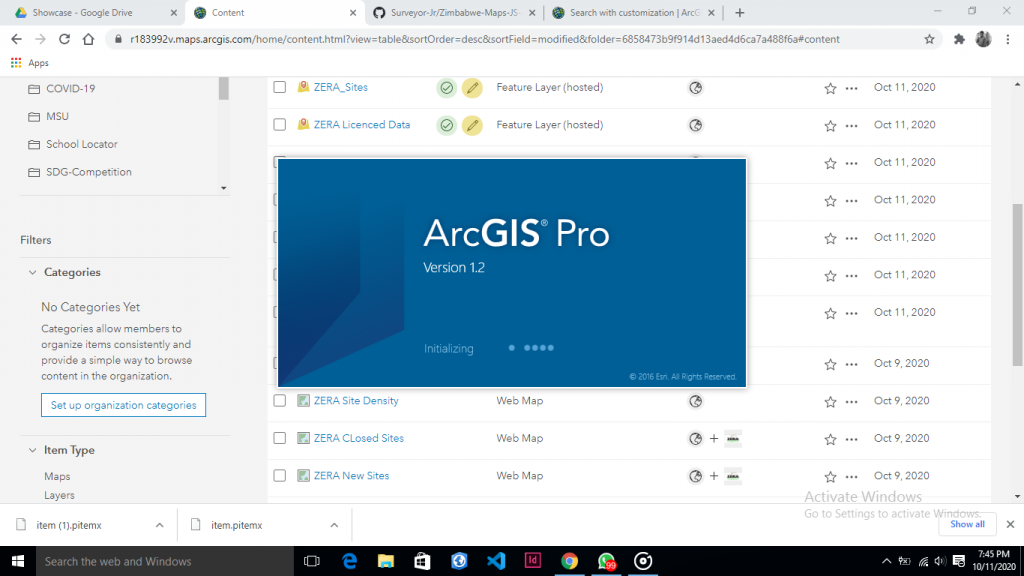 Showcase - Google Drive
Content
Surveyor-Jr/Zimbabwe-Maps-JS-
Search with customization | ArcG
r183992v.maps.arcgis.com/home/content.html?view=table&sortOrder=desc&sortField=modified&folder=6858473b9f914d13aed4d6ca7a488f6a#content
Apps
COVID-19
MSU
School Locator
SDG-Competition
Filters
Categories
No Categories Yet
Categories allow members to
organize items consistently and
provide a simple way to browse
content in the organization.
Set up organization categories
Item Type
Maps
Layers
ZERA_Sites Feature Layer (hosted) Oct 11, 2020
ZERA Licenced Data Feature Layer (hosted) Oct 11, 2020
Oct 11, 2020
Oct 11, 2020
Oct 11, 2020
Oct 11, 2020
Oct 11, 2020
Oct 9, 2020
ZERA Site Density Web Map Oct 9, 2020
ZERA CLosed Sites Web Map + Oct 9, 2020
ZERA New Sites Web Map + Oct 9, 2020
ArcGIS® Pro
Version 1.2
Initializing
© 2016 Esri. All Rights Reserved.
Activate Windows
Go to Settings to activate Windows.
item (1).pitemx
item.pitemx
Show all
Search the web and Windows
Id
99
7:45 PM
10/11/2020